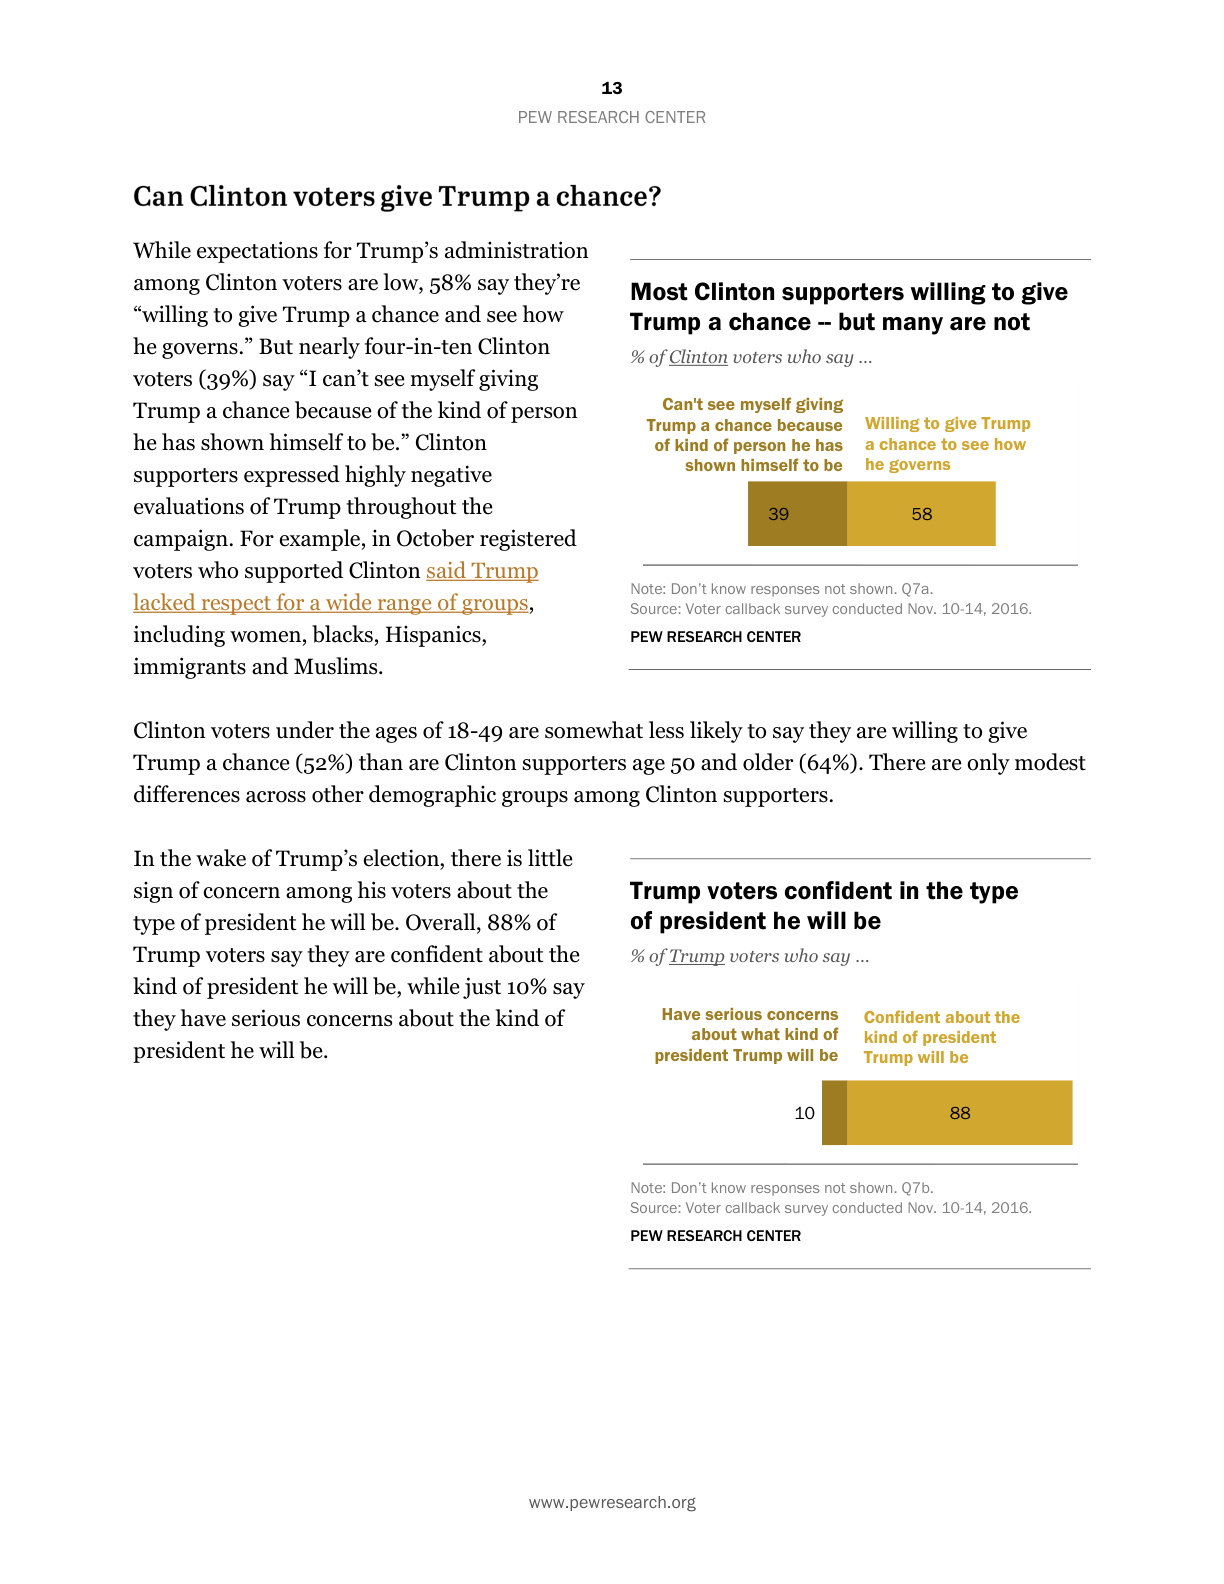 13
PEW RESEARCH CENTER
Can Clinton voters give Trump a chance?
While expectations for Trump’s administration
among Clinton voters are low, 58% say they’re
“willing to give Trump a chance and see how
he governs.” But nearly four-in-ten Clinton
voters (39%) say “I can’t see myself giving
Trump a chance because of the kind of person
he has shown himself to be.” Clinton
supporters expressed highly negative
evaluations of Trump throughout the
campaign. For example, in October registered
voters who supported Clinton said Trump
lacked respect for a wide range of groups,
including women, blacks, Hispanics,
immigrants and Muslims.
Most Clinton supporters willing to give
Trump a chance -- but many are not
% of Clinton voters who say ...
Can't see myself giving
Trump a chance because
of kind of person he has
shown himself to be
Willing to give Trump
a chance to see how
he governs
39
58
Note: Don’t know responses not shown. Q7a.
Source: Voter callback survey conducted Nov. 10-14, 2016.
PEW RESEARCH CENTER
Clinton voters under the ages of 18-49 are somewhat less likely to say they are willing to give
Trump a chance (52%) than are Clinton supporters age 50 and older (64%). There are only modest
differences across other demographic groups among Clinton supporters.
In the wake of Trump’s election, there is little
sign of concern among his voters about the
type of president he will be. Overall, 88% of
Trump voters say they are confident about the
kind of president he will be, while just 10% say
they have serious concerns about the kind of
president he will be.
Trump voters confident in the type
of president he will be
% of Trump voters who say ...
Have serious concerns
about what kind of
president Trump will be
Confident about the
kind of president
Trump will be
10
88
Note: Don’t know responses not shown. Q7b.
Source: Voter callback survey conducted Nov. 10-14, 2016.
PEW RESEARCH CENTER
www.pewresearch.org